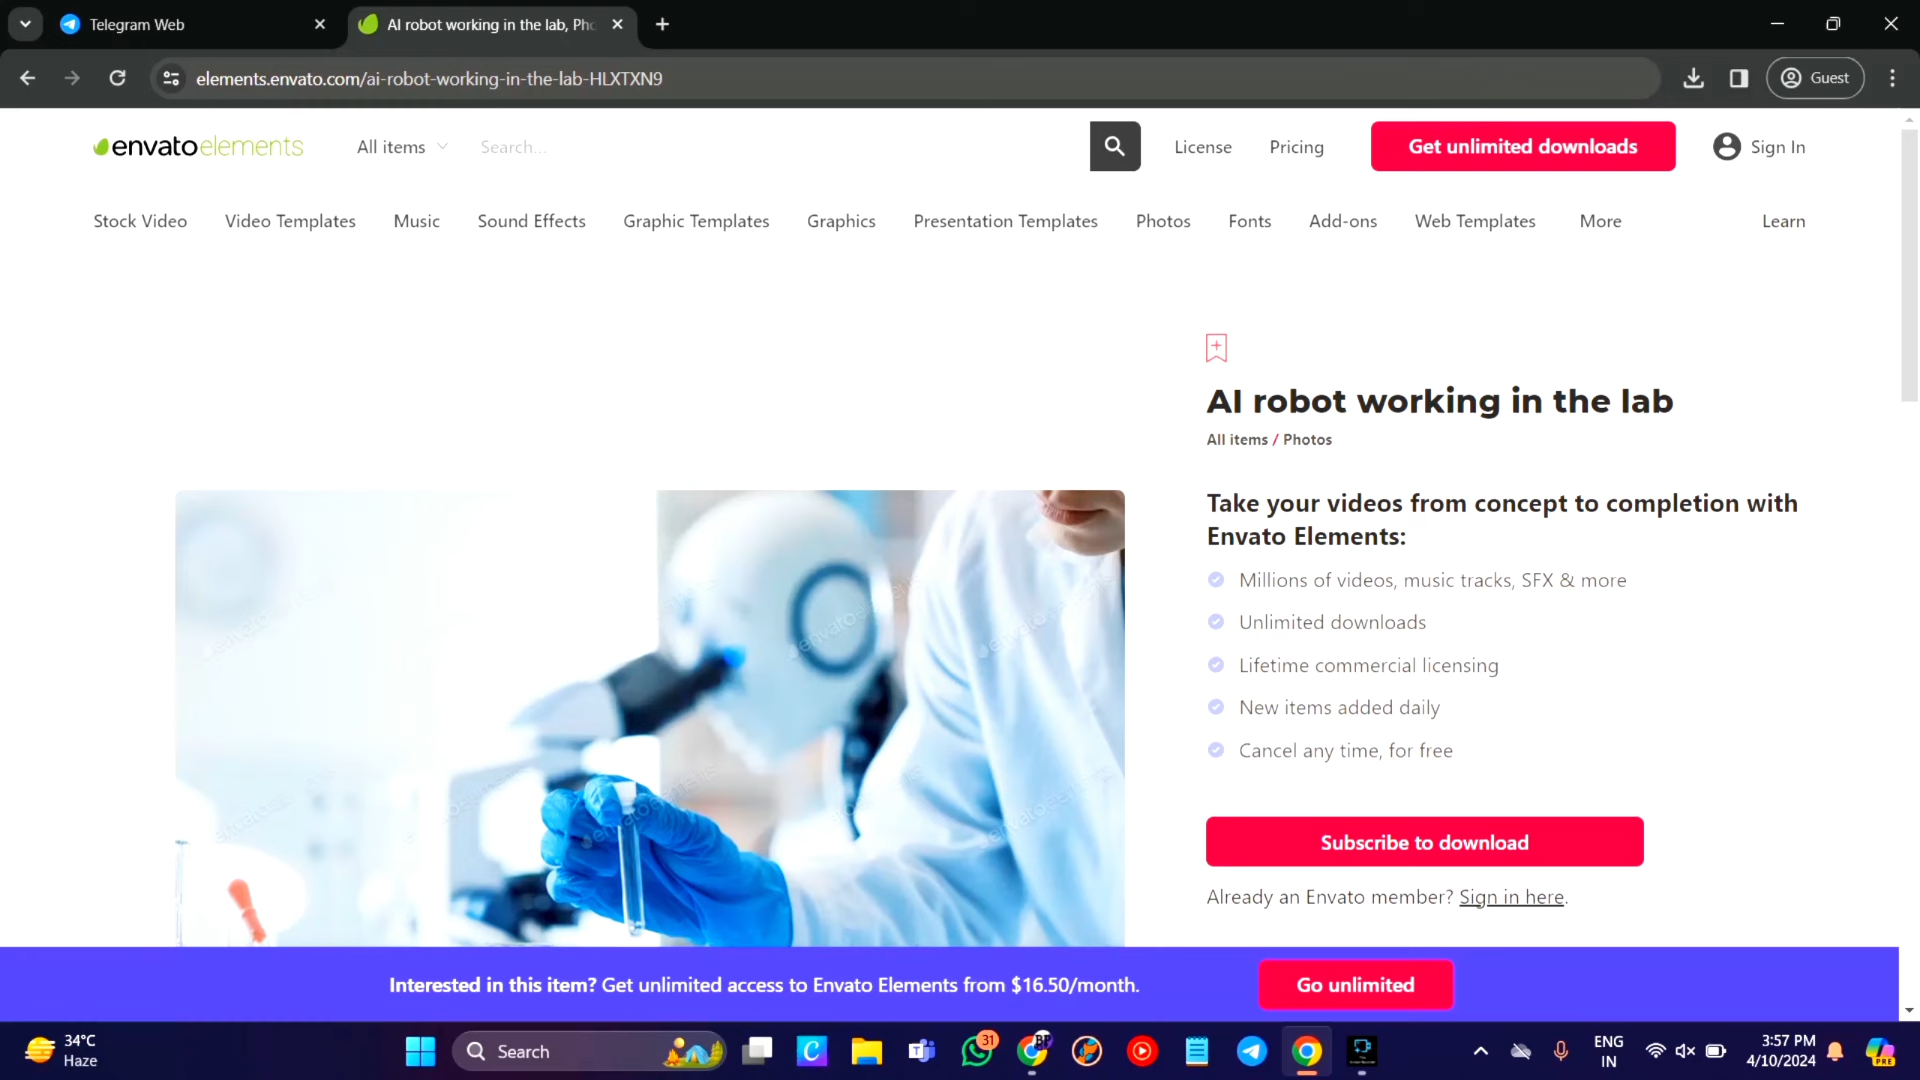 Telegram Web
AI robot working in the lab, Pho
elements.envato.com/ai-robot-working-in-the-lab-HLXTXN9
Guest
envatoelements
All items
Search...
License
Pricing
Get unlimited downloads
Sign In
Stock Video
Video Templates
Music
Sound Effects
Graphic Templates
Graphics
Presentation Templates
Photos
Fonts
Add-ons
Web Templates
More
Learn
AI robot working in the lab
All items / Photos
Take your videos from concept to completion with
Envato Elements:
Millions of videos, music tracks, SFX & more
Unlimited downloads
Lifetime commercial licensing
New items added daily
Cancel any time, for free
Subscribe to download
Already an Envato member? Sign in here.
Interested in this item? Get unlimited access to Envato Elements from $16.50/month.
Go unlimited
34°C
Haze
Search
31
BF
ENG
IN
3:57 PM
4/10/2024
PRE